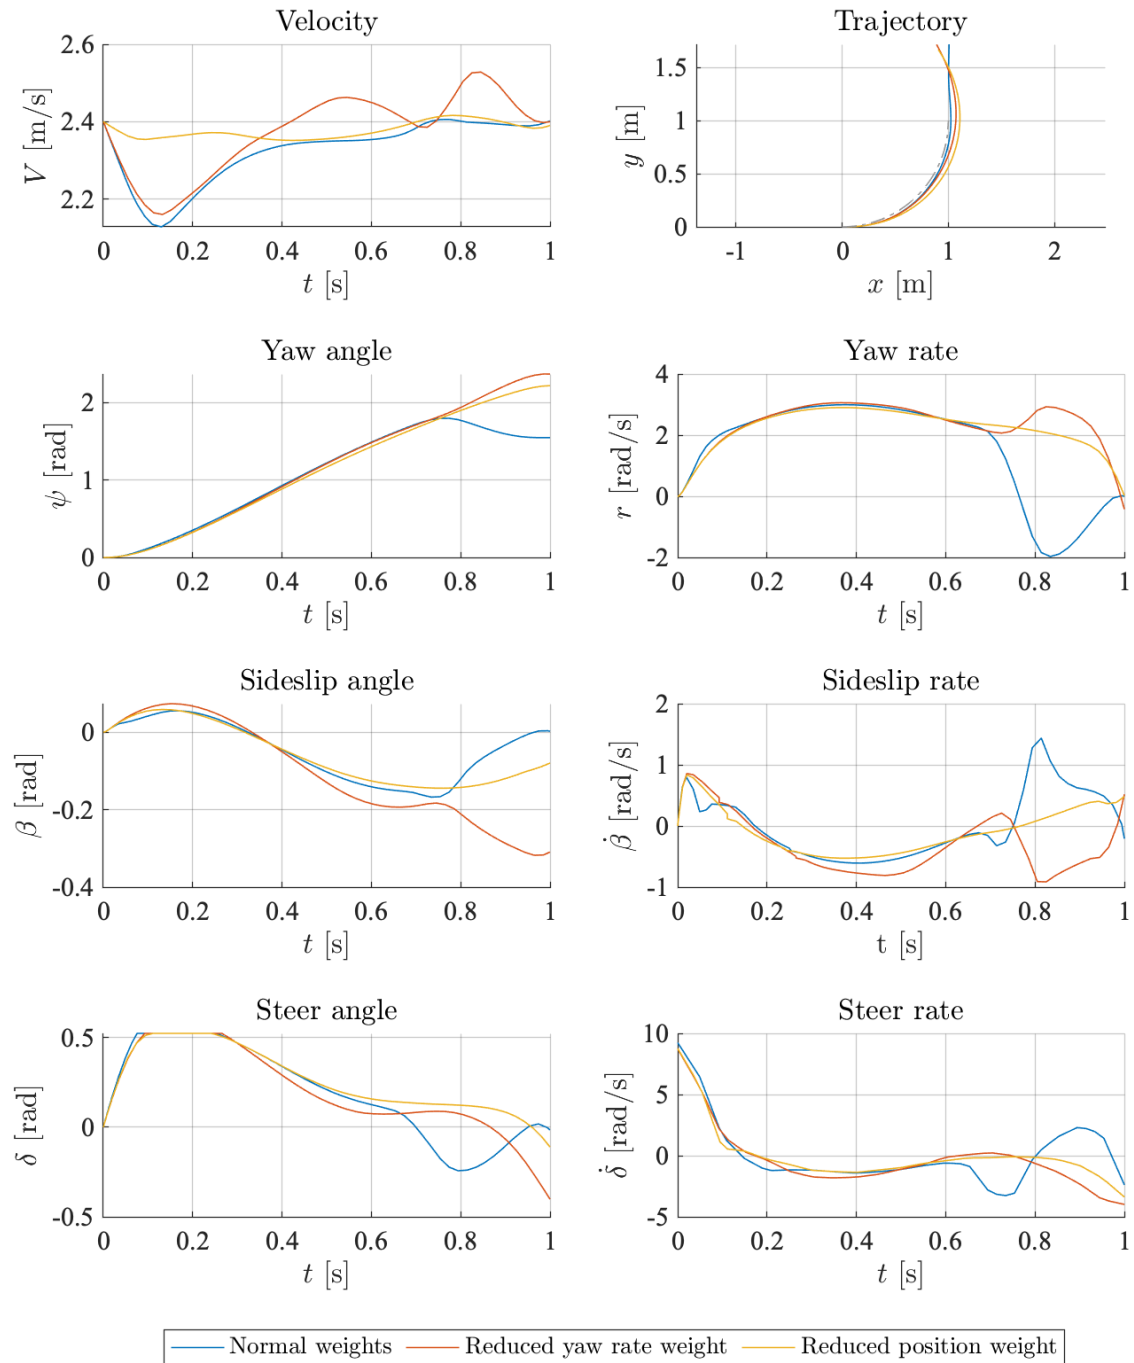 Velocity
2.6
2.4
2.2
V [m/s]
0 0.2 0.4 0.6 0.8 1
t [s]
Trajectory
1.5
1
0.5
0
y [m]
-1 0 1 2
x [m]
Yaw angle
2
1
0
ψ [rad]
0 0.2 0.4 0.6 0.8 1
t [s]
Yaw rate
4
2
0
-2
r [rad/s]
0 0.2 0.4 0.6 0.8 1
t [s]
Sideslip angle
0
-0.2
-0.4
β [rad]
0 0.2 0.4 0.6 0.8 1
t [s]
Sideslip rate
2
1
0
-1
β̇ [rad/s]
0 0.2 0.4 0.6 0.8 1
t [s]
Steer angle
0.5
0
-0.5
δ [rad]
0 0.2 0.4 0.6 0.8 1
t [s]
Steer rate
10
5
0
-5
δ̇ [rad/s]
0 0.2 0.4 0.6 0.8 1
t [s]
Normal weights Reduced yaw rate weight Reduced position weight